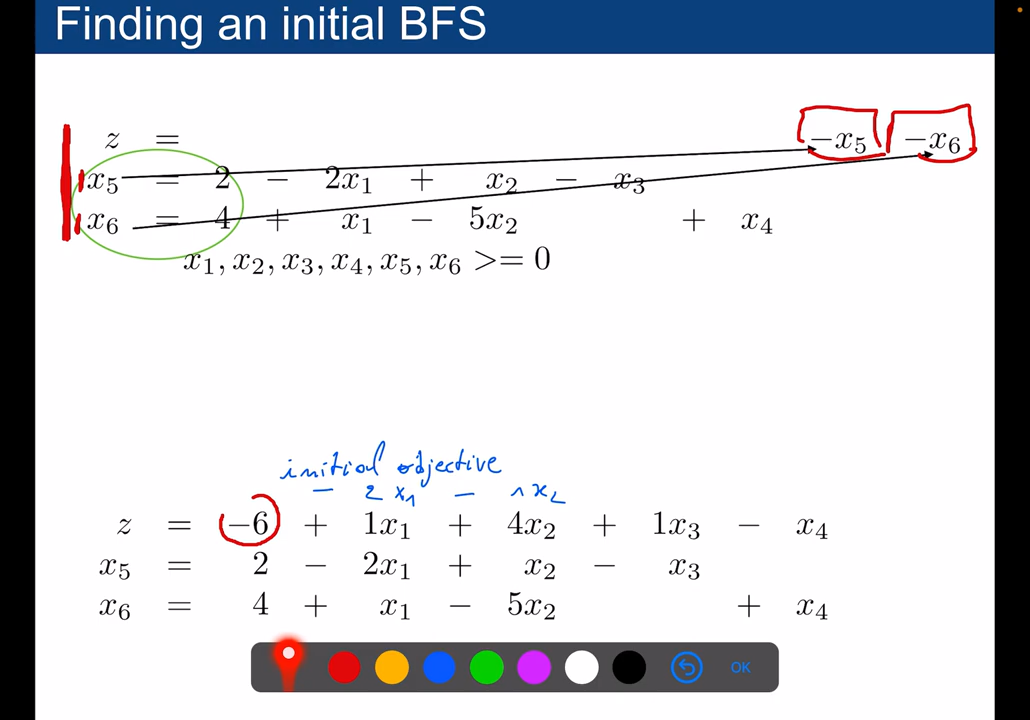 Finding an initial BFS
z = −x₅ −x₆
x₅ = 2 − 2x₁ + x₂ − x₃
x₆ = 4 + x₁ − 5x₂ + x₄
x₁, x₂, x₃, x₄, x₅, x₆ >= 0
initial objective
− 2 x₁ − 1 x₂
z = −6 + 1x₁ + 4x₂ + 1x₃ − x₄
x₅ = 2 − 2x₁ + x₂ − x₃
x₆ = 4 + x₁ − 5x₂ + x₄
OK